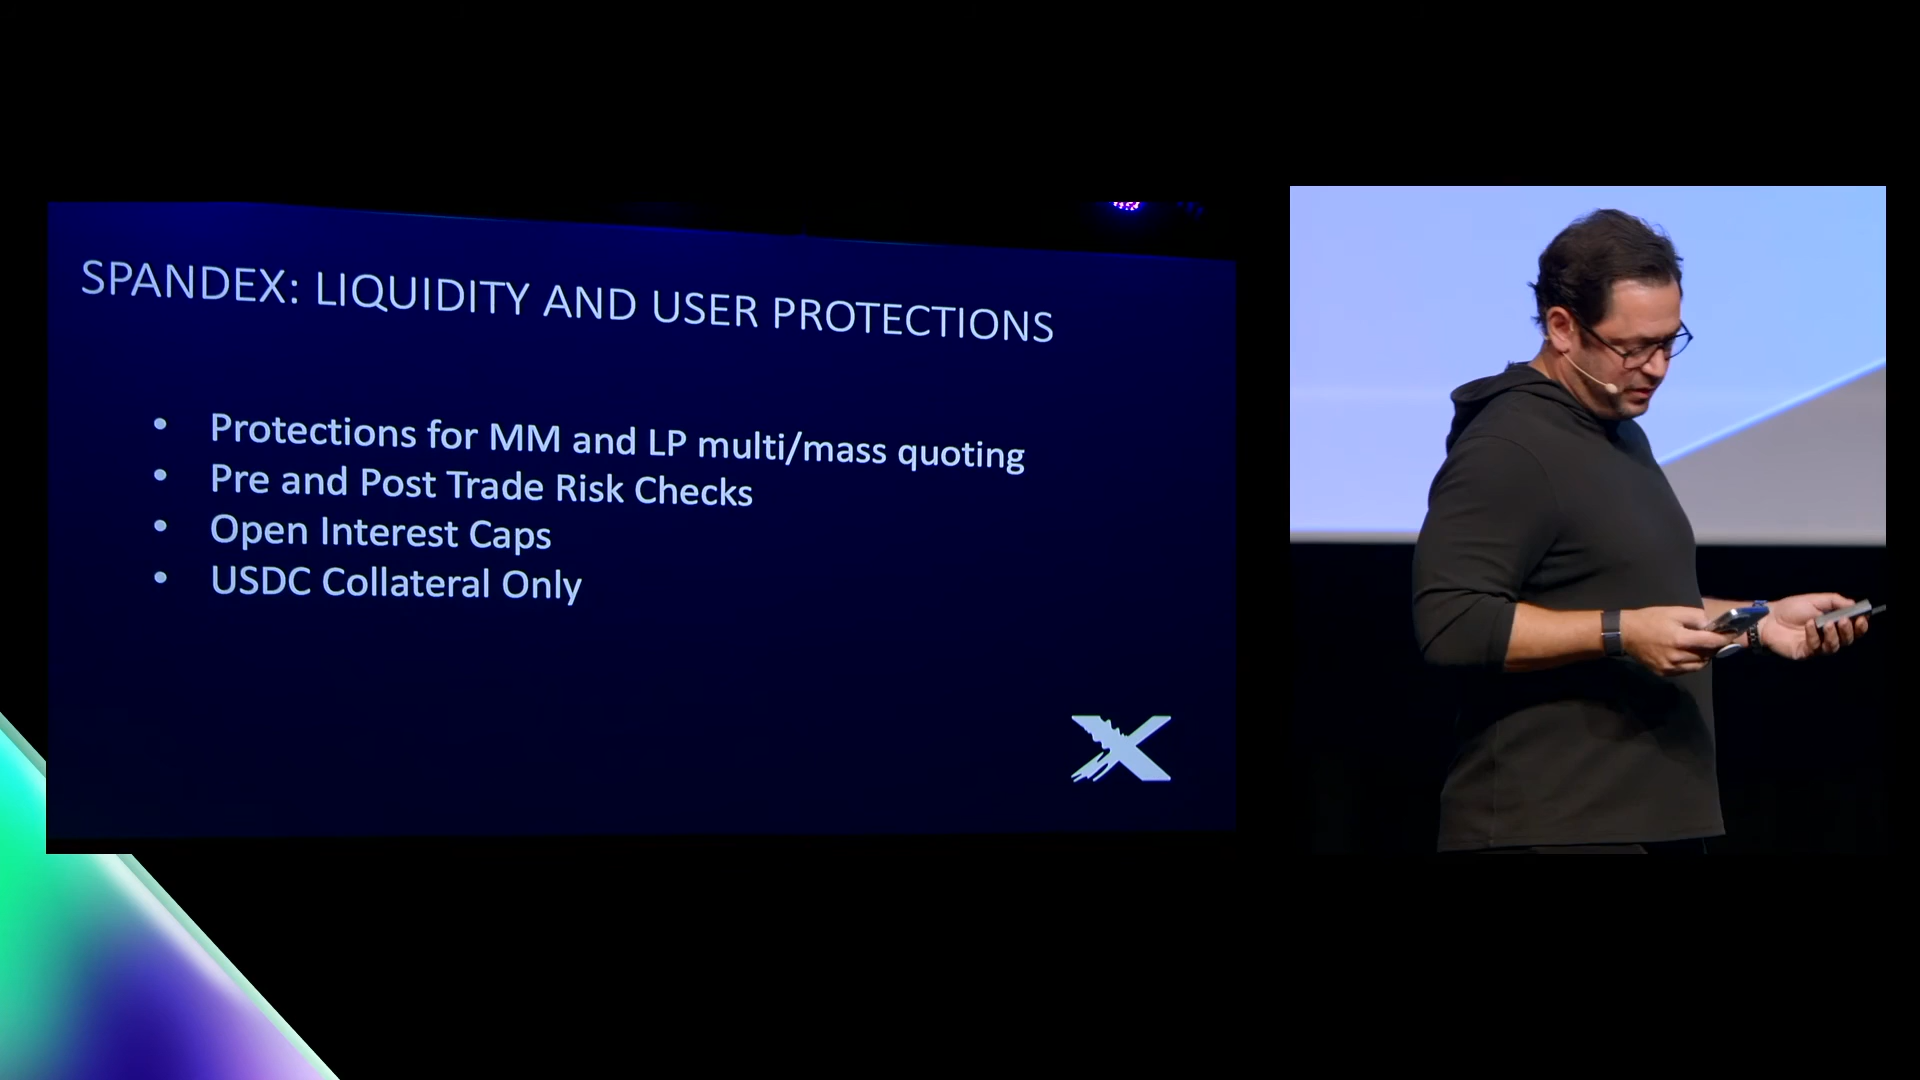 SPANDEX: LIQUIDITY AND USER PROTECTIONS
• Protections for MM and LP multi/mass quoting
• Pre and Post Trade Risk Checks
• Open Interest Caps
• USDC Collateral Only
X